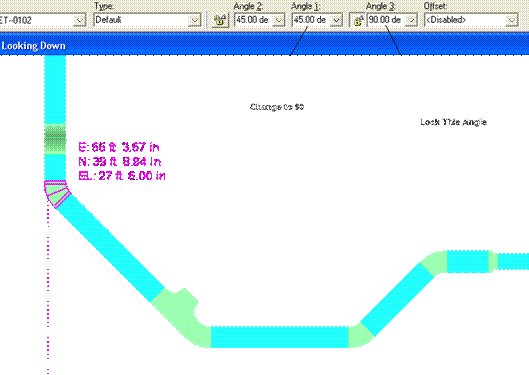 Type: Angle 2: Angle 1: Angle 3: Offset:
ET-0102 Default 45.00 de 45.00 de 90.00 de <Disabled>
Looking Down
Change to 90
Lock This Angle
E: 66 ft 3.57 in
N: 39 ft 8.84 in
EL: 27 ft 6.00 in